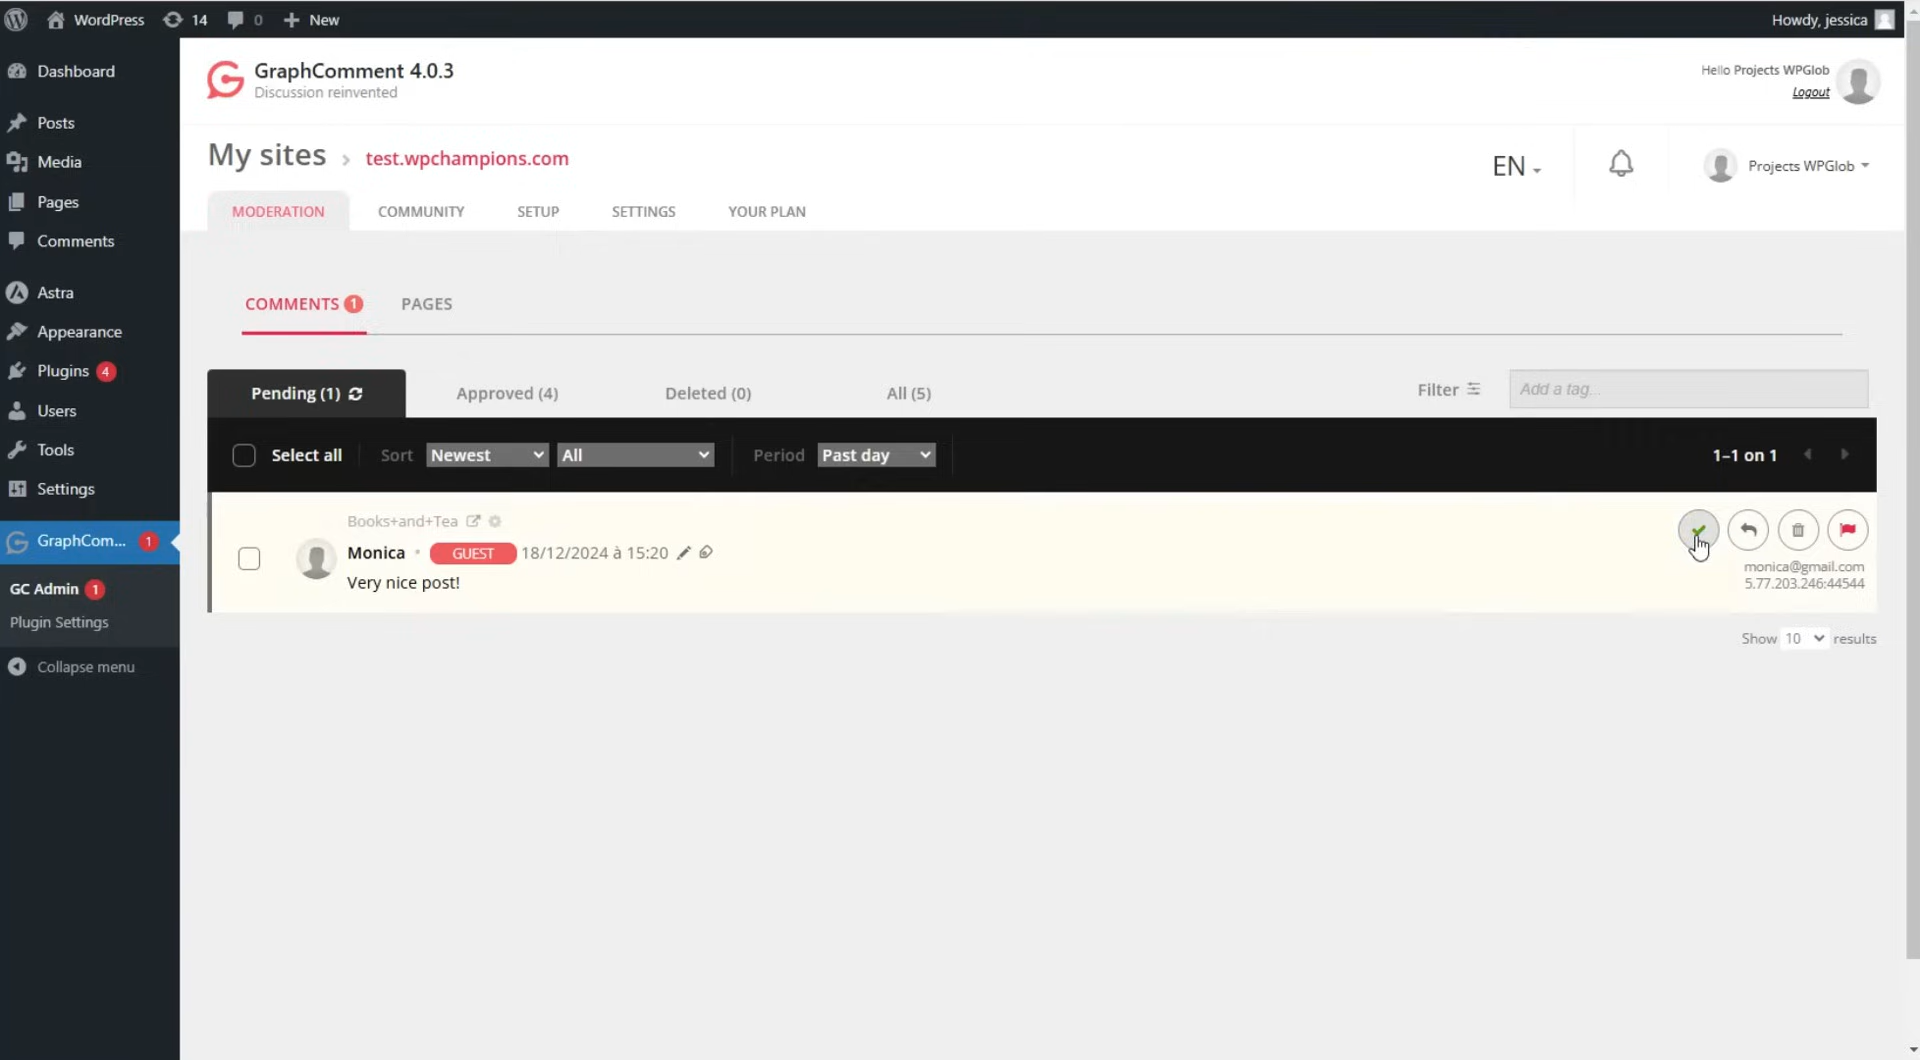 WordPress 14 0 New Howdy, jessica
Dashboard
Posts
Media
Pages
Comments
Astra
Appearance
Plugins 4
Users
Tools
Settings
GraphCom... 1
GC Admin 1
Plugin Settings
Collapse menu
GraphComment 4.0.3
Discussion reinvented
Hello Projects WPGlob
Logout
My sites › test.wpchampions.com
EN
Projects WPGlob
MODERATION COMMUNITY SETUP SETTINGS YOUR PLAN
COMMENTS 1 PAGES
Pending (1) Approved (4) Deleted (0) All (5) Filter Add a tag...
Select all Sort Newest All Period Past day 1–1 on 1
Books+and+Tea
Monica • GUEST 18/12/2024 à 15:20
Very nice post!
monica@gmail.com
5.77.203.246:44544
Show 10 results